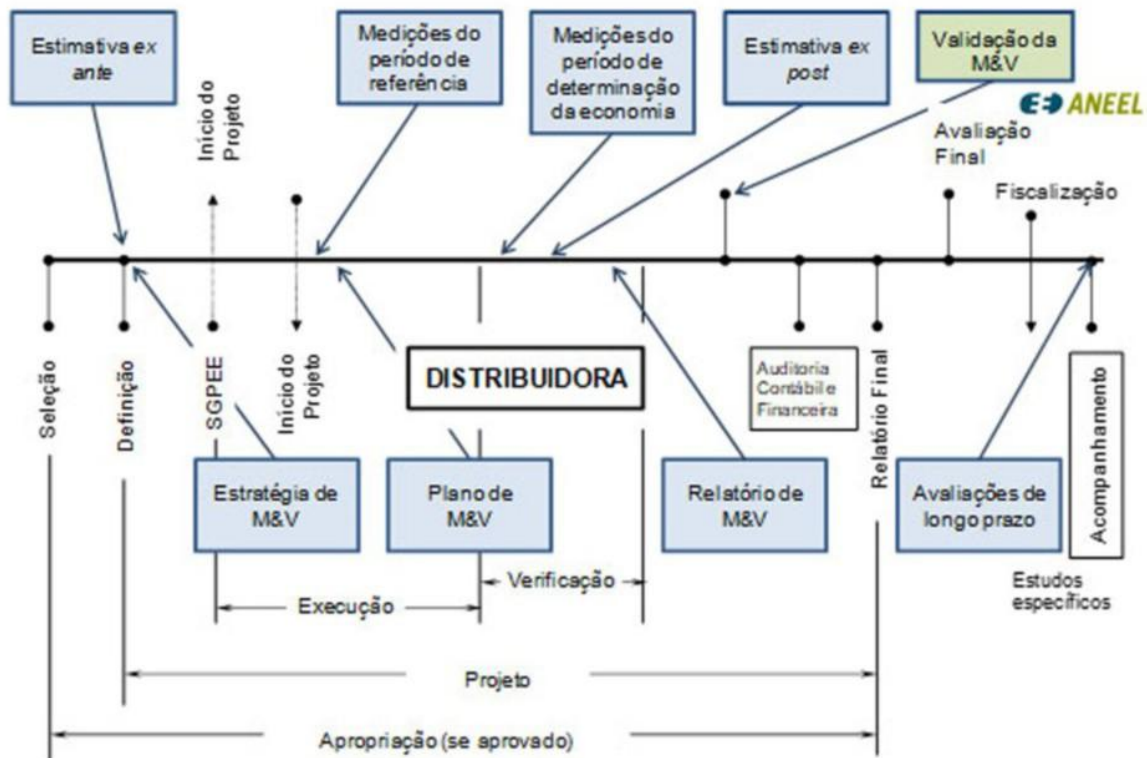 Estimativa ex
ante
Medições do
período de
referência
Medições do
período de
determinação
da economia
Estimativa ex
post
Validação da
M&V
ANEEL
Início do
Projeto
Avaliação
Final
Fiscalização
Seleção
Definição
SGPEE
Início do
Projeto
DISTRIBUIDORA
Auditoria
Contábil e
Financeira
Relatório Final
Acompanhamento
Estratégia de
M&V
Plano de
M&V
Relatório de
M&V
Avaliações de
longo prazo
Verificação
Execução
Estudos
específicos
Projeto
Apropriação (se aprovado)